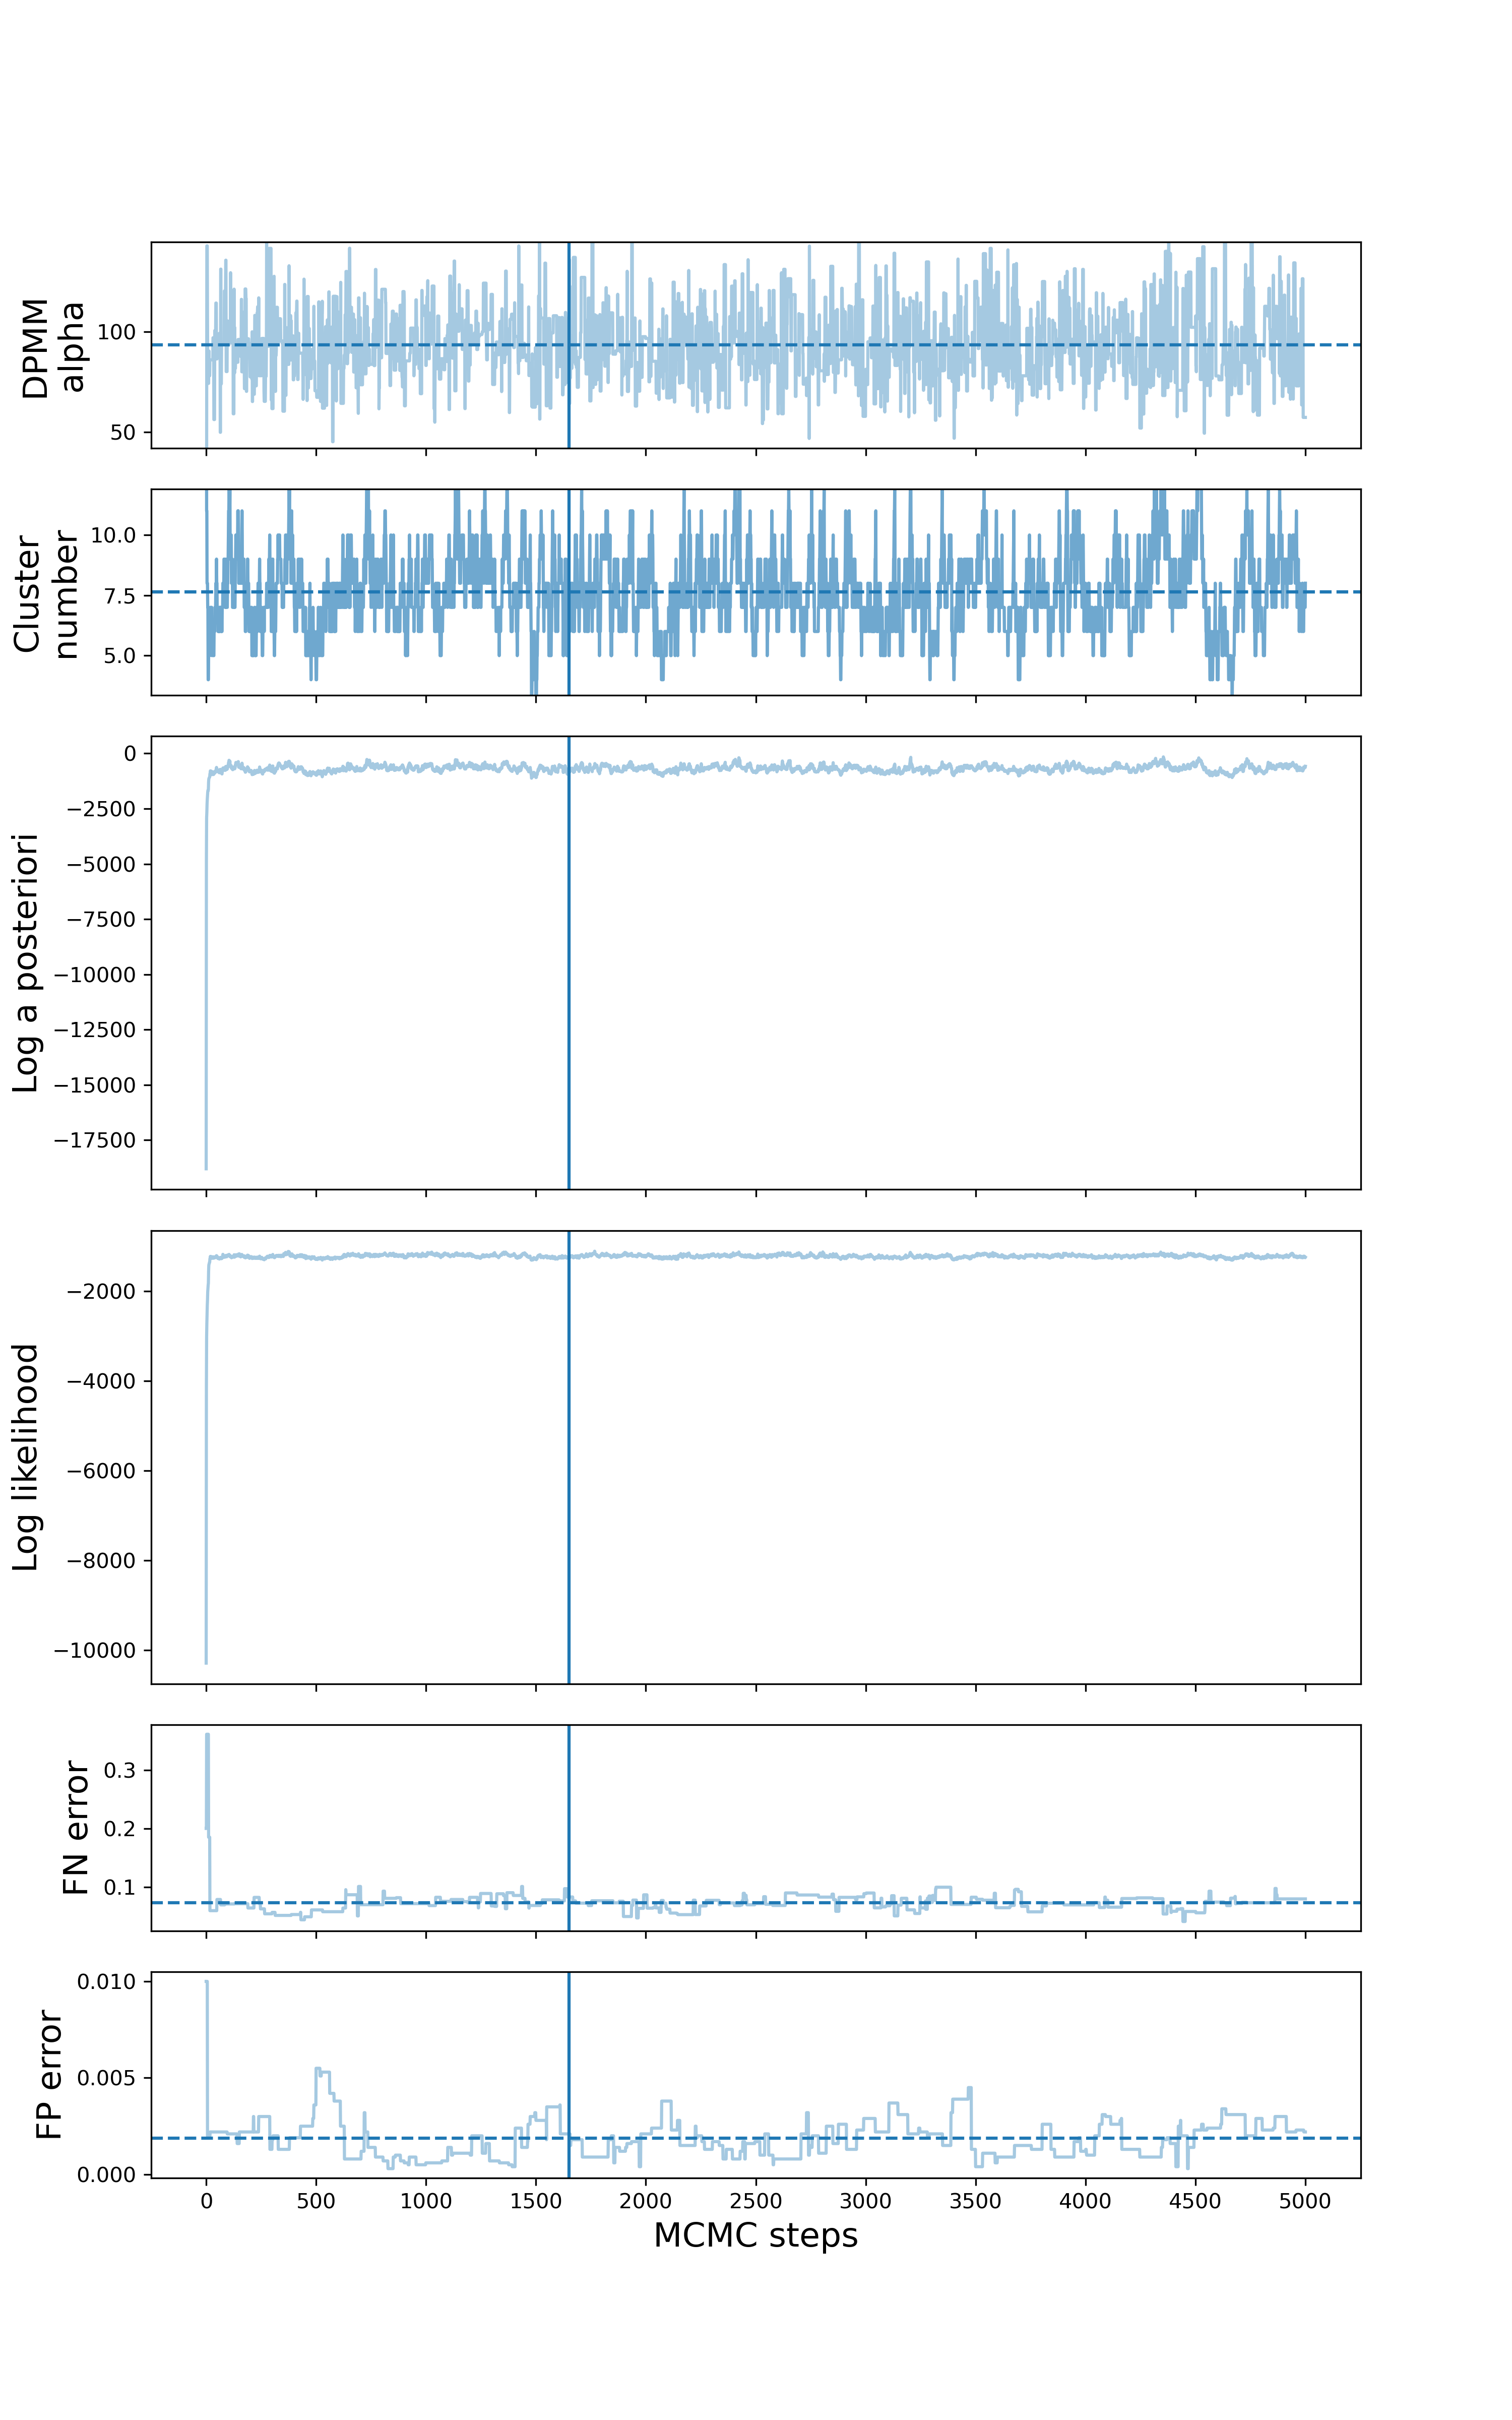 DPMM
alpha
100
50
Cluster
number
10.0
7.5
5.0
Log a posteriori
0
−2500
−5000
−7500
−10000
−12500
−15000
−17500
Log likelihood
−2000
−4000
−6000
−8000
−10000
FN error
0.3
0.2
0.1
FP error
0.010
0.005
0.000
0 500 1000 1500 2000 2500 3000 3500 4000 4500 5000
MCMC steps